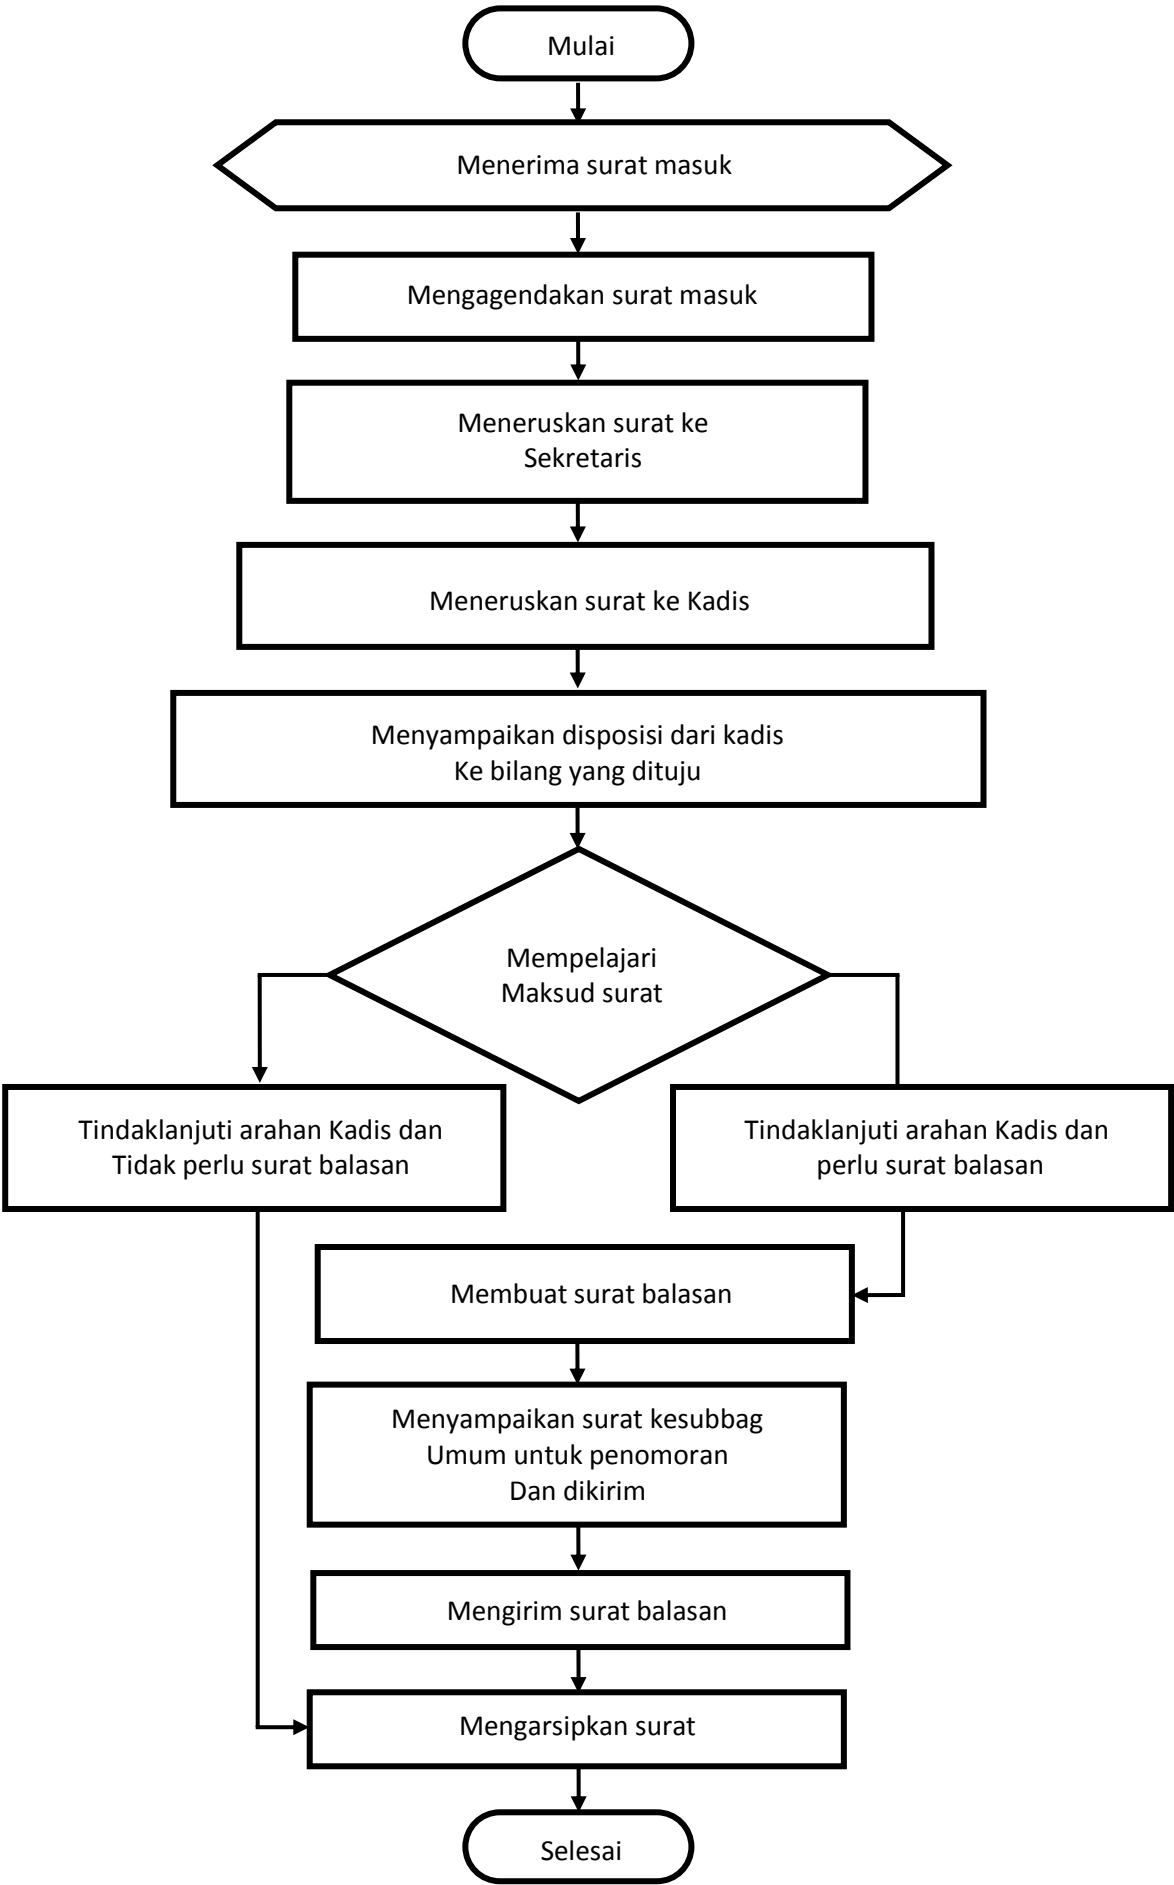 Mulai
Menerima surat masuk
Mengagendakan surat masuk
Meneruskan surat ke
Sekretaris
Meneruskan surat ke Kadis
Menyampaikan disposisi dari kadis
Ke bilang yang dituju
Mempelajari
Maksud surat
Tindaklanjuti arahan Kadis dan
Tidak perlu surat balasan
Tindaklanjuti arahan Kadis dan
perlu surat balasan
Membuat surat balasan
Menyampaikan surat kesubbag
Umum untuk penomoran
Dan dikirim
Mengirim surat balasan
Mengarsipkan surat
Selesai